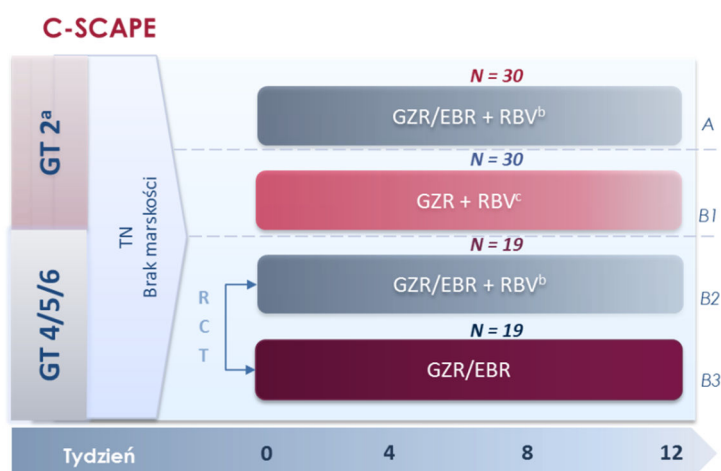 C-SCAPE
GT 2ª
GT 4/5/6
TN
Brak marskości
N = 30
GZR/EBR + RBVᵇ
A
N = 30
GZR + RBVᶜ
B1
N = 19
GZR/EBR + RBVᵇ
B2
R
C
T
N = 19
GZR/EBR
B3
Tydzień 0 4 8 12